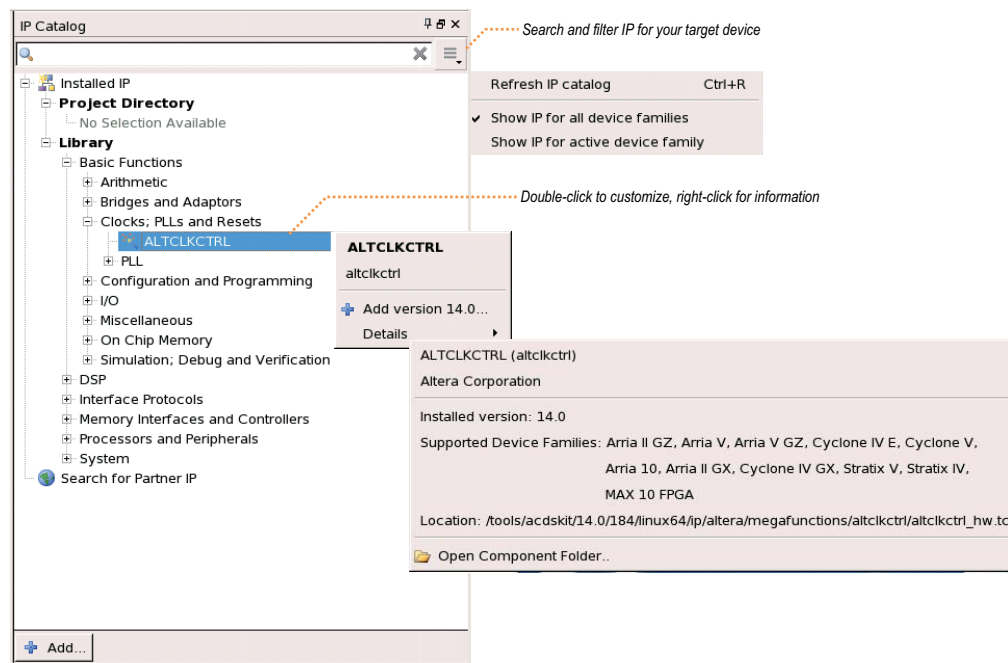 IP Catalog
Search and filter IP for your target device
Installed IP
Refresh IP catalog Ctrl+R
Project Directory
No Selection Available
Show IP for all device families
Library
Show IP for active device family
Basic Functions
Arithmetic
Bridges and Adaptors
Double-click to customize, right-click for information
Clocks; PLLs and Resets
ALTCLKCTRL
ALTCLKCTRL
PLL
altclkctrl
Configuration and Programming
I/O
Add version 14.0...
Miscellaneous
Details
On Chip Memory
Simulation; Debug and Verification
ALTCLKCTRL (altclkctrl)
DSP
Altera Corporation
Interface Protocols
Memory Interfaces and Controllers
Installed version: 14.0
Processors and Peripherals
Supported Device Families: Arria II GZ, Arria V, Arria V GZ, Cyclone IV E, Cyclone V,
System
Arria 10, Arria II GX, Cyclone IV GX, Stratix V, Stratix IV,
Search for Partner IP
MAX 10 FPGA
Location: /tools/acdskit/14.0/184/linux64/ip/altera/megafunctions/altclkctrl/altclkctrl_hw.tc
Open Component Folder..
Add...